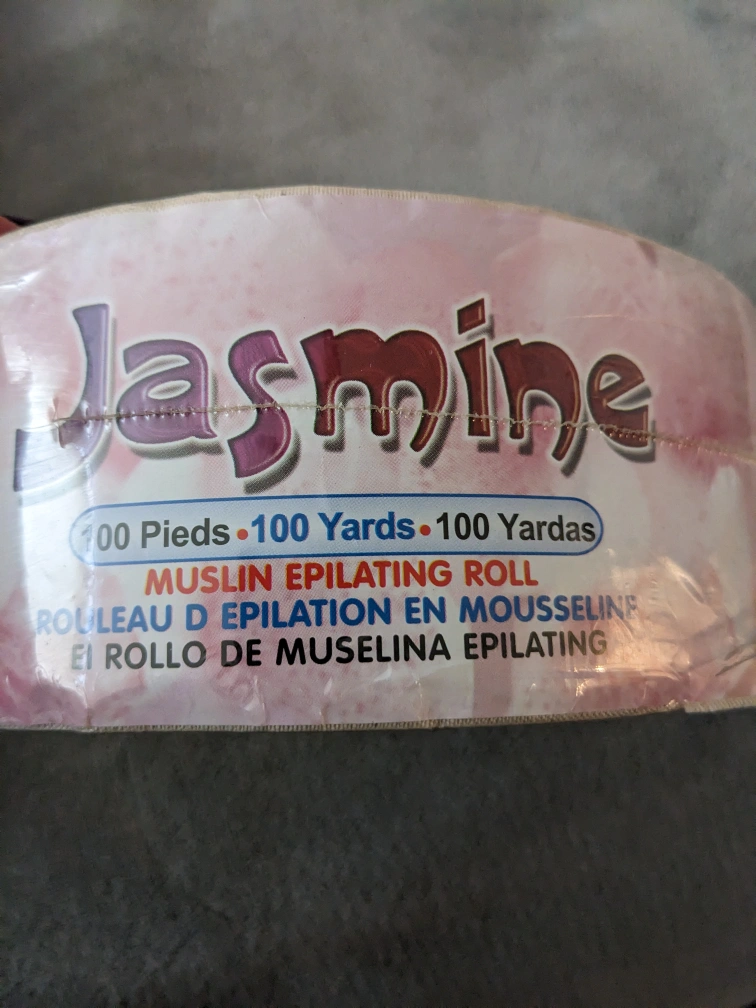 Jasmine
100 Pieds • 100 Yards • 100 Yardas
MUSLIN EPILATING ROLL
ROULEAU D EPILATION EN MOUSSELINE
El ROLLO DE MUSELINA EPILATING